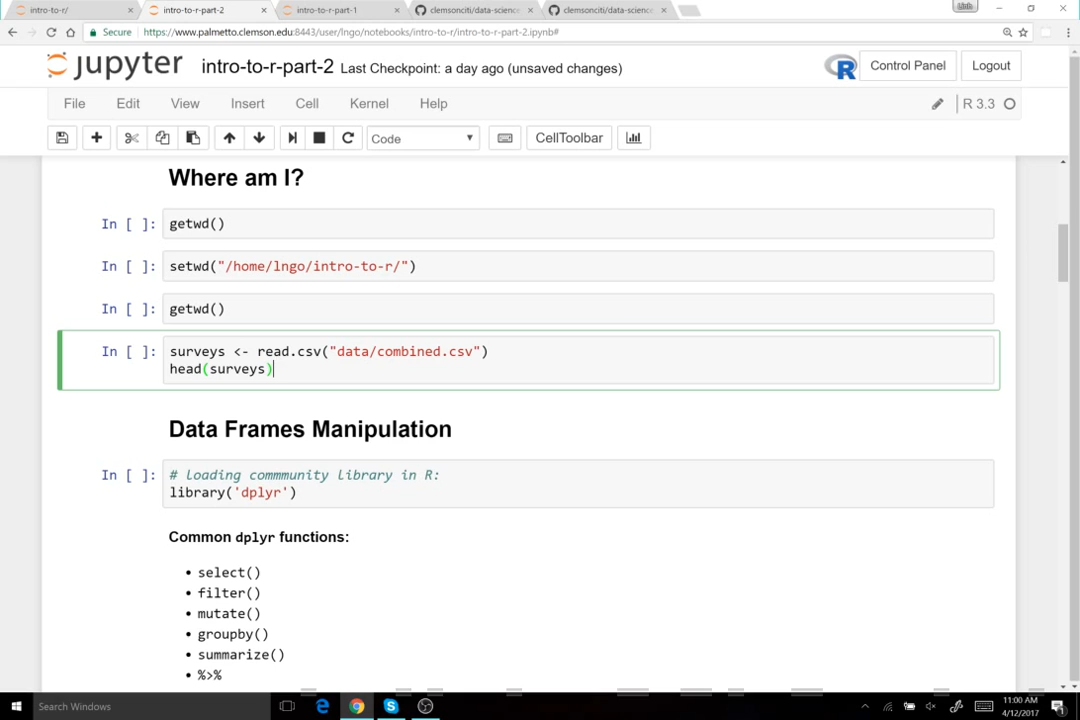 intro-to-r/
intro-to-r-part-2
intro-to-r-part-1
clemsonciti/data-science
clemsonciti/data-science
Secure
https://www.palmetto.clemson.edu:8443/user/lngo/notebooks/intro-to-r/intro-to-r-part-2.ipynb#
jupyter
intro-to-r-part-2
Last Checkpoint: a day ago (unsaved changes)
R
Control Panel
Logout
File
Edit
View
Insert
Cell
Kernel
Help
R 3.3
Code
CellToolbar
Where am I?
In [ ]: getwd()
In [ ]: setwd("/home/lngo/intro-to-r/")
In [ ]: getwd()
In [ ]: surveys <- read.csv("data/combined.csv")
head(surveys)
Data Frames Manipulation
In [ ]: # loading commmunity library in R:
library('dplyr')
Common dplyr functions:
• select()
• filter()
• mutate()
• groupby()
• summarize()
• %>%
Search Windows
11:00 AM
4/12/2017